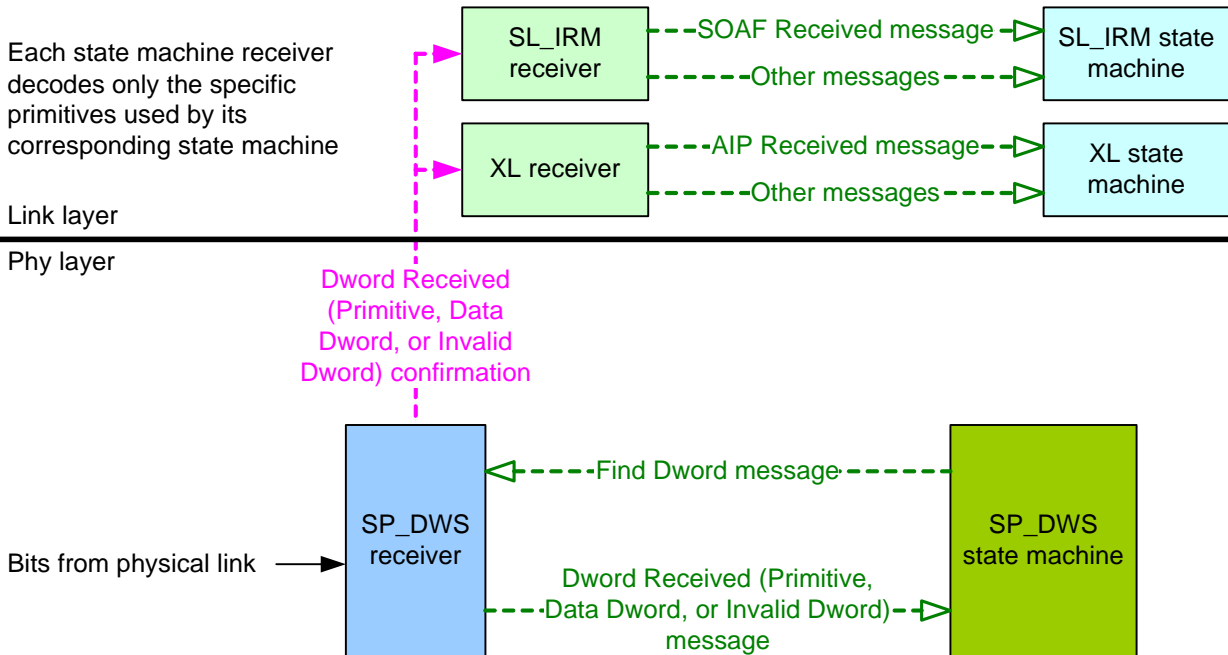 Each state machine receiver
decodes only the specific
primitives used by its
corresponding state machine
SL_IRM
receiver
SOAF Received message
Other messages
SL_IRM state
machine
XL receiver
AIP Received message
Other messages
XL state
machine
Link layer
Phy layer
Dword Received
(Primitive, Data
Dword, or Invalid
Dword) confirmation
Find Dword message
SP_DWS
receiver
SP_DWS
state machine
Bits from physical link
Dword Received (Primitive,
Data Dword, or Invalid Dword)
message